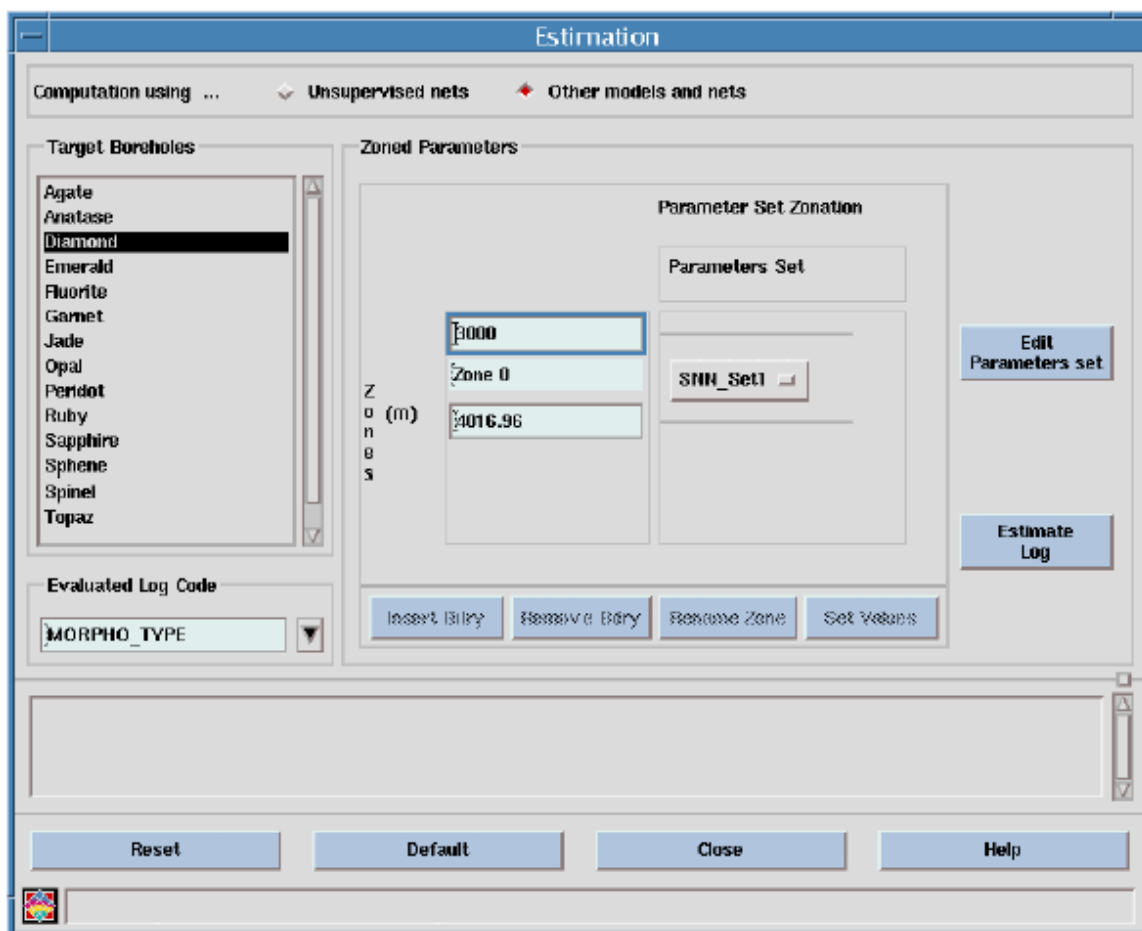 Estimation
Computation using ... Unsupervised nets Other models and nets
Target Boreholes
Agate
Anatase
Diamond
Emerald
Fluorite
Garnet
Jade
Opal
Peridot
Ruby
Sapphire
Sphene
Spinel
Topaz
Evaluated Log Code
MORPHO_TYPE
Zoned Parameters
Parameter Set Zonation
Parameters Set
Zones
(m)
3000
Zone 0
4016.96
SNN_Set1
Insert Bdry Remove Bdry Rename Zone Set Values
Edit
Parameters set
Estimate
Log
Reset Default Close Help